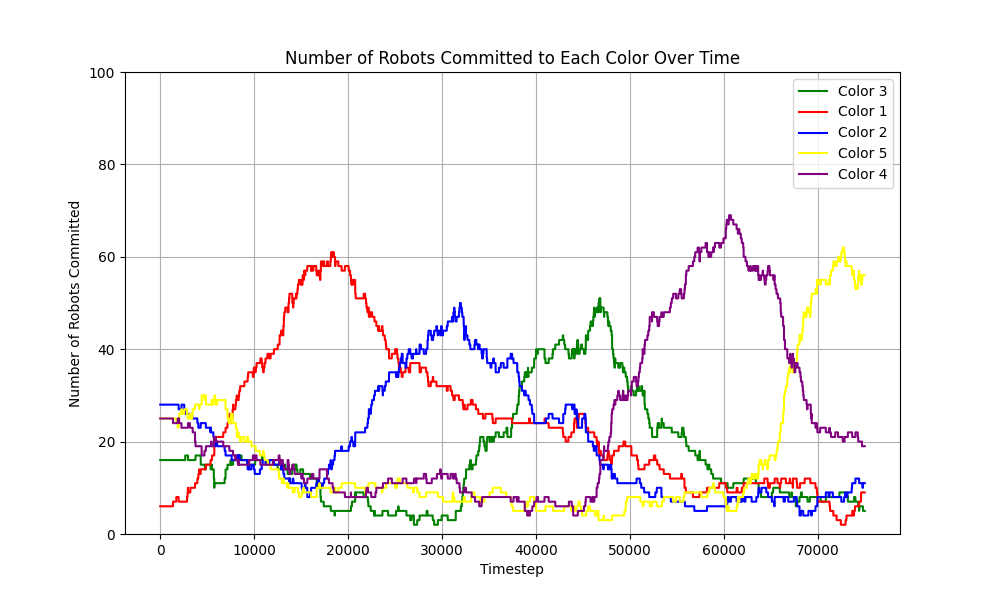 Number of Robots Committed to Each Color Over Time
Number of Robots Committed
100
80
60
40
20
0
Color 3
Color 1
Color 2
Color 5
Color 4
0 10000 20000 30000 40000 50000 60000 70000
Timestep